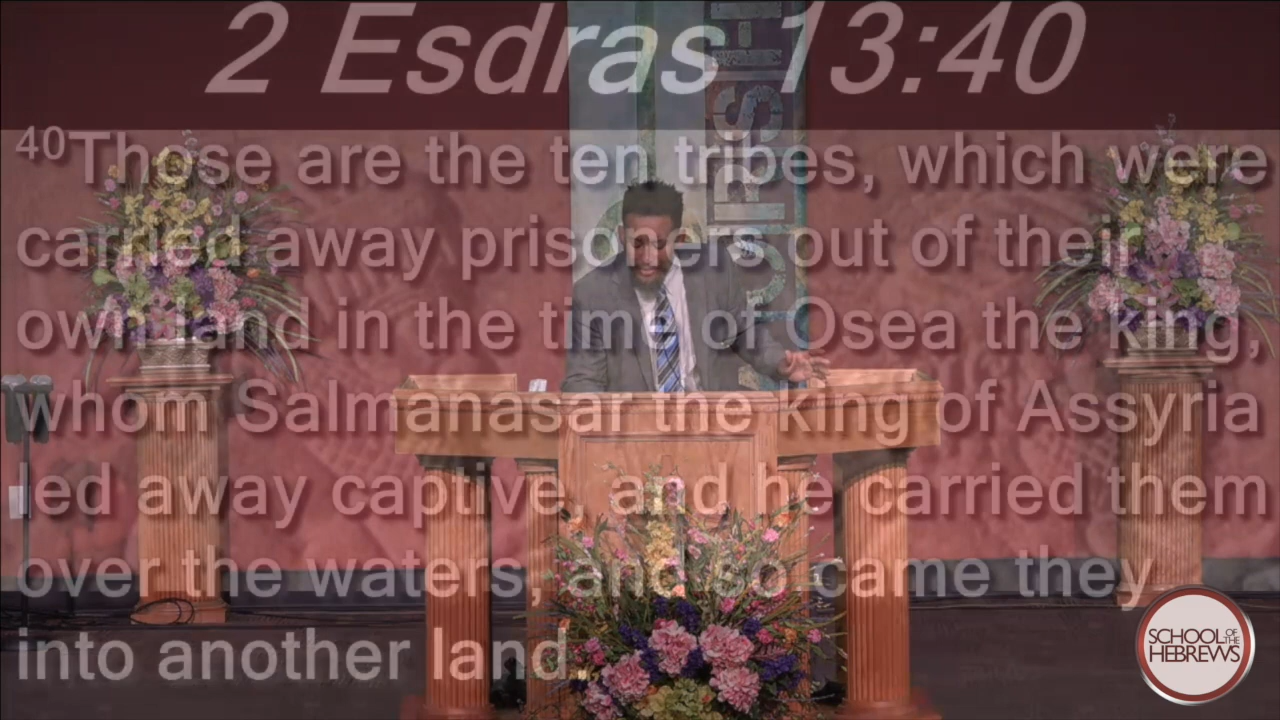 2 Esdras 13:40
40Those are the ten tribes, which were
carried away prisoners out of their
own land in the time of Osea the king,
whom Salmanasar the king of Assyria
led away captive, and he carried them
over the waters, and so came they
into another land.
SCHOOL OF THE
HEBREWS